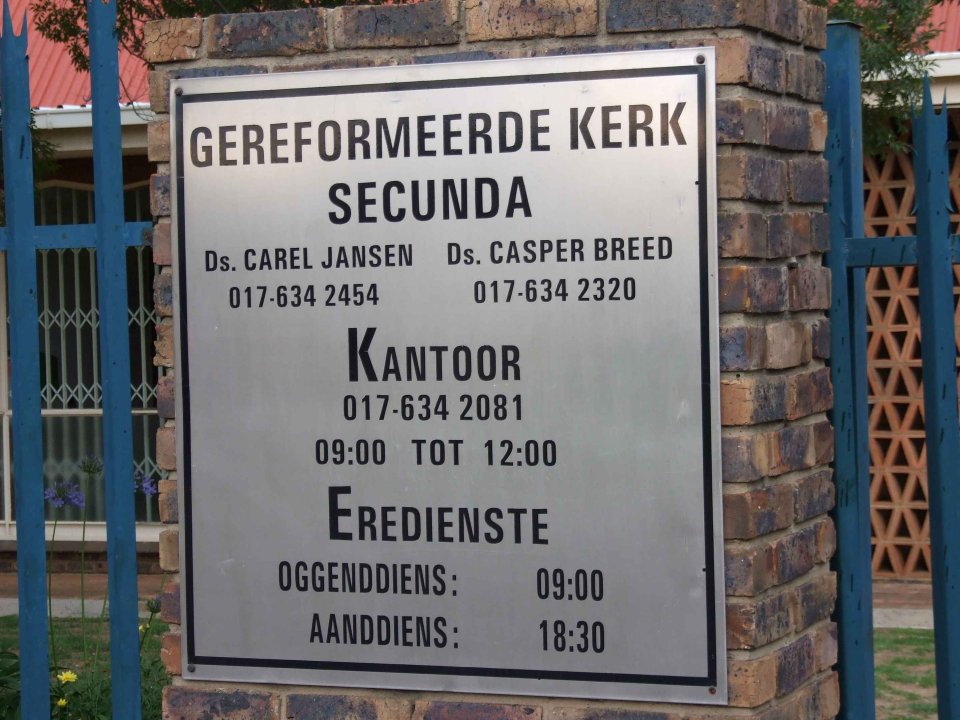 GEREFORMEERDE KERK
SECUNDA
Ds. CAREL JANSEN Ds. CASPER BREED
017-634 2454 017-634 2320
KANTOOR
017-634 2081
09:00 TOT 12:00
EREDIENSTE
OGGENDDIENS: 09:00
AANDDIENS: 18:30